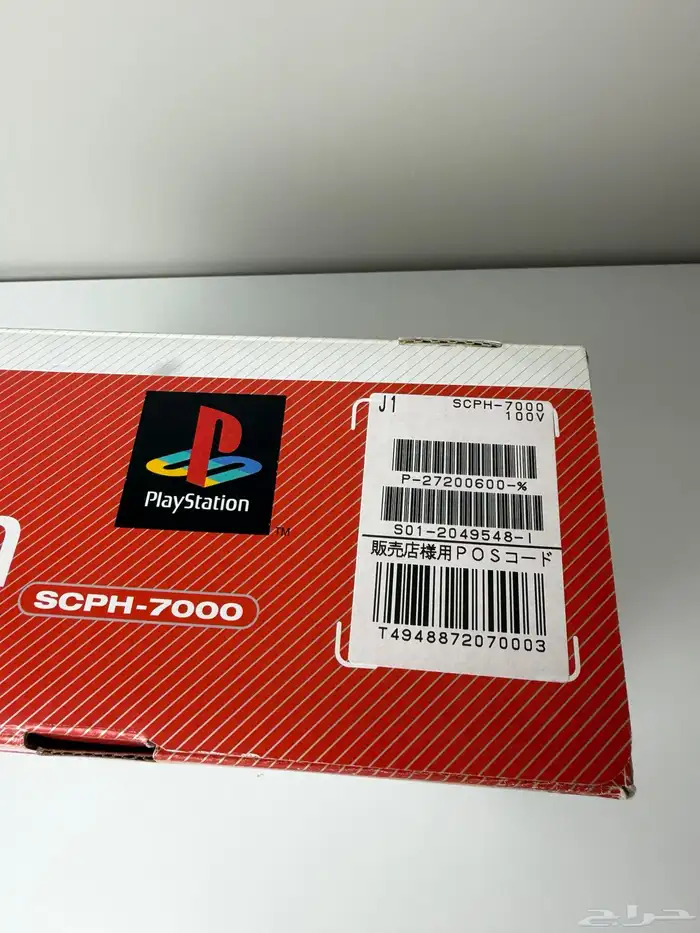 PlayStation
TM
SCPH-7000
J1
SCPH-7000
100V
P-27200600-%
S01-2049548-I
販売店様用POSコード
T4948872070003
حراج